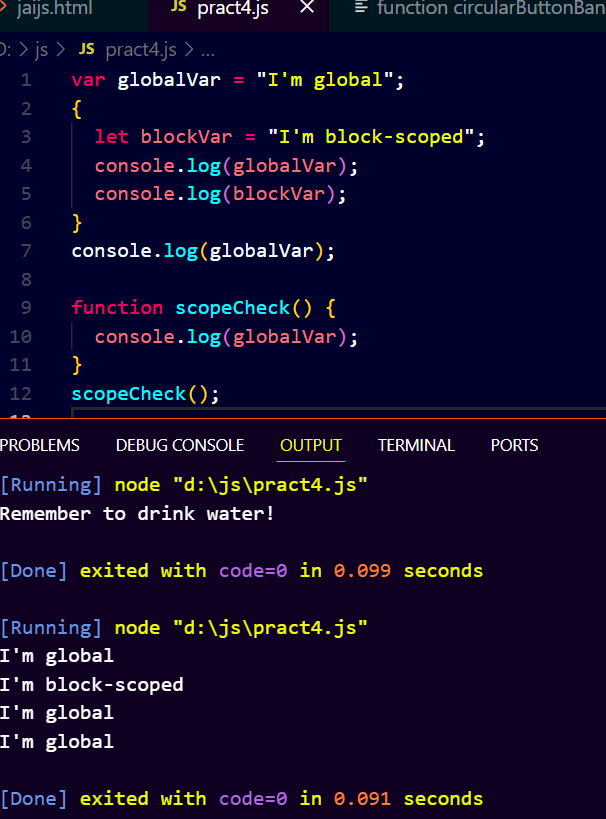 jaijs.html JS pract4.js × function circularButtonBan
D: > js > JS pract4.js > ...
1 var globalVar = "I'm global";
2 {
3   let blockVar = "I'm block-scoped";
4   console.log(globalVar);
5   console.log(blockVar);
6 }
7 console.log(globalVar);
8
9 function scopeCheck() {
10   console.log(globalVar);
11 }
12 scopeCheck();
PROBLEMS DEBUG CONSOLE OUTPUT TERMINAL PORTS
[Running] node "d:\js\pract4.js"
Remember to drink water!
[Done] exited with code=0 in 0.099 seconds
[Running] node "d:\js\pract4.js"
I'm global
I'm block-scoped
I'm global
I'm global
[Done] exited with code=0 in 0.091 seconds